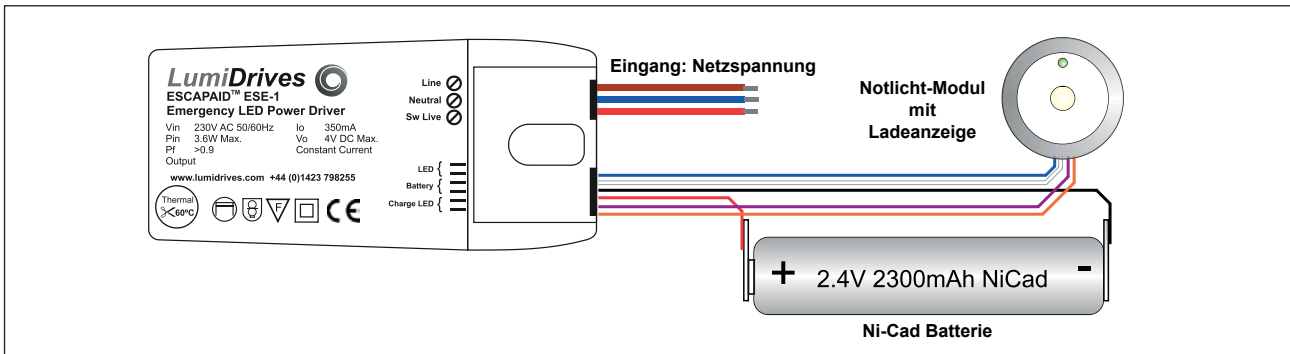 LumiDrives
ESCAPAID™ ESE-1
Emergency LED Power Driver
Vin 230V AC 50/60Hz Io 350mA
Pin 3.6W Max. Vo 4V DC Max.
Pf >0.9 Constant Current
Output
www.lumidrives.com +44 (0)1423 798255
Thermal
60ºC
F
CE
Line
Neutral
Sw Live
LED {
Battery {
Charge LED {
Eingang: Netzspannung
Notlicht-Modul
mit
Ladeanzeige
+ 2.4V 2300mAh NiCad -
Ni-Cad Batterie